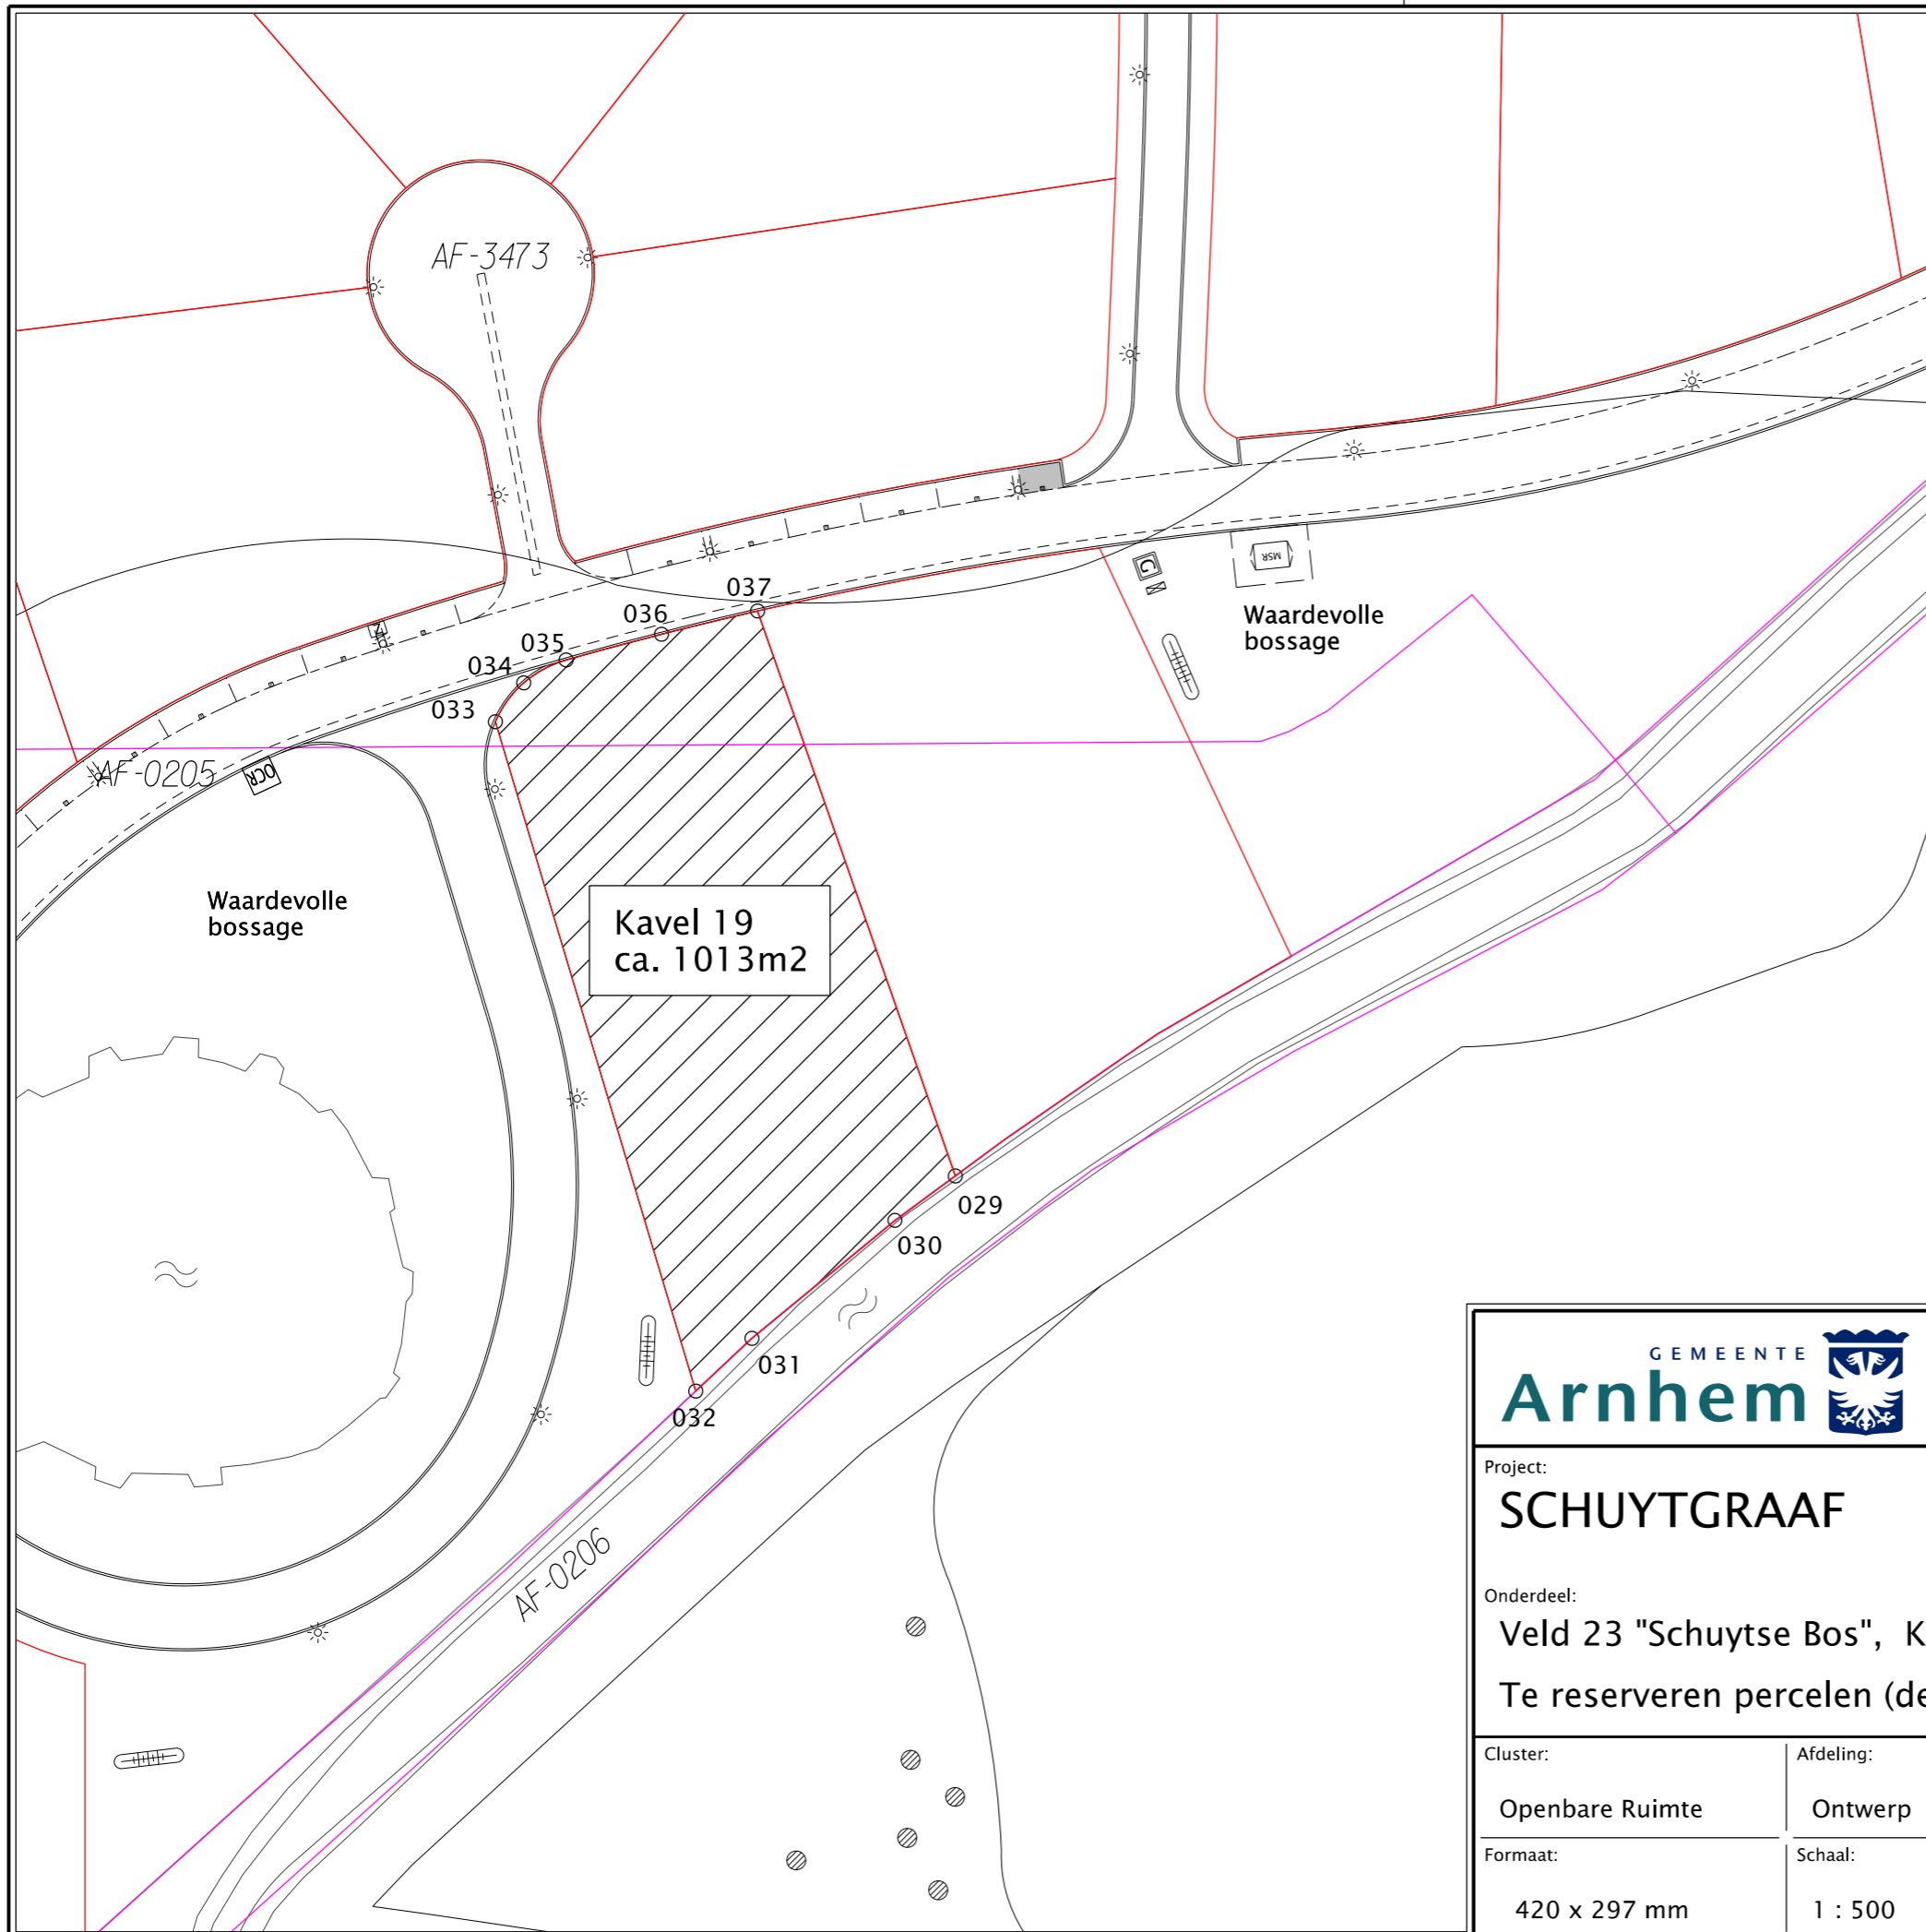 AF-3473
037
036
035
034
033
AF-0205
OCR
G
MSR
Waardevolle
bossage
Waardevolle
bossage
Kavel 19
ca. 1013m2
029
030
031
032
AF-0206
GEMEENTE
Arnhem
Project:
SCHUYTGRAAF
Onderdeel:
Veld 23 "Schuytse Bos", K
Te reserveren percelen (de
Cluster:
Afdeling:
Openbare Ruimte
Ontwerp
Formaat:
Schaal:
420 x 297 mm
1 : 500